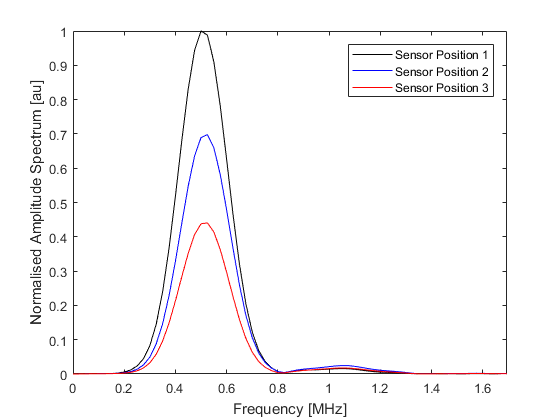 1
0.9
0.8
0.7
0.6
0.5
0.4
0.3
0.2
0.1
0
Normalised Amplitude Spectrum [au]
Sensor Position 1
Sensor Position 2
Sensor Position 3
0 0.2 0.4 0.6 0.8 1 1.2 1.4 1.6
Frequency [MHz]